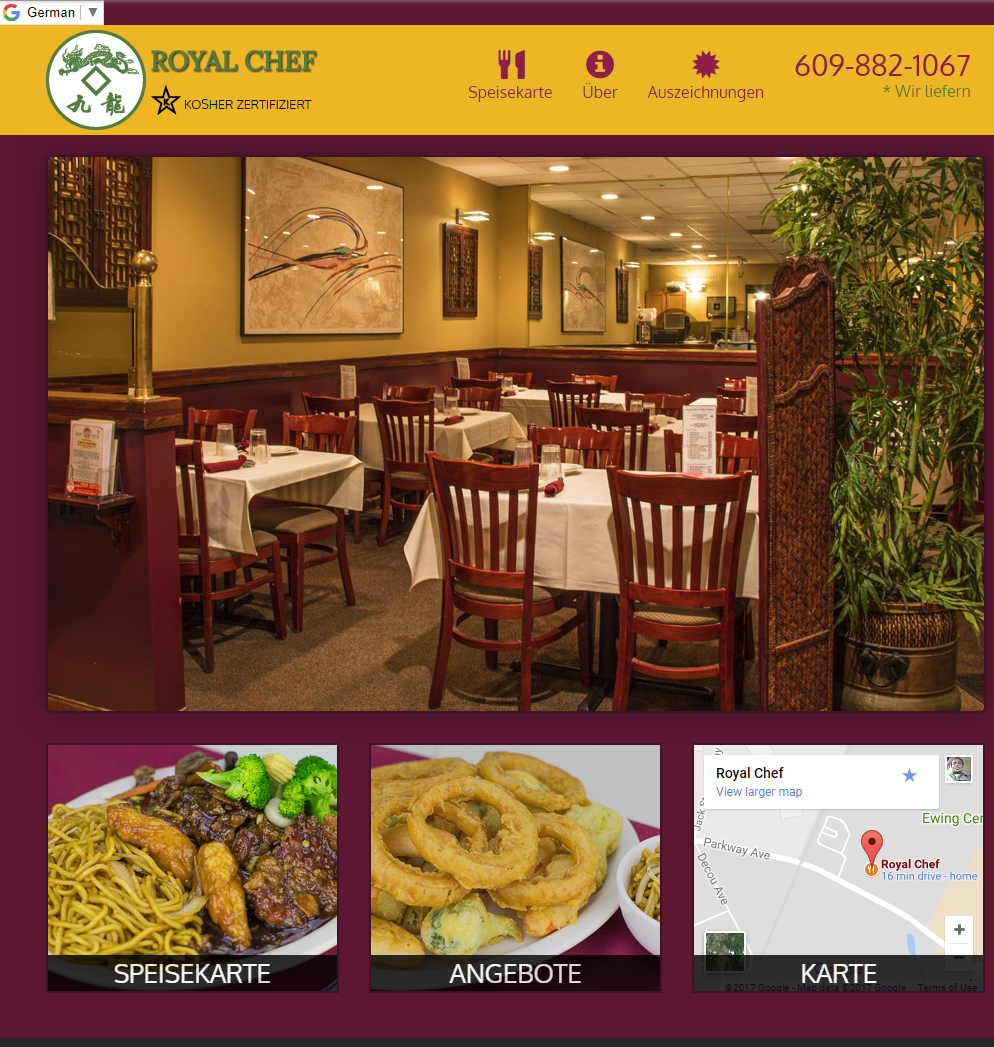 German ▼
ROYAL CHEF
九 龍
K KOSHER ZERTIFIZIERT
Speisekarte
Über
Auszeichnungen
609-882-1067
* Wir liefern
SPEISEKARTE
ANGEBOTE
Royal Chef
View larger map
Ewing Cen
Jack S
Parkway Ave
Decou Ave
Royal Chef
16 min drive - home
+
KARTE
©2017 Google - Map data ©2017 Google Terms of Use